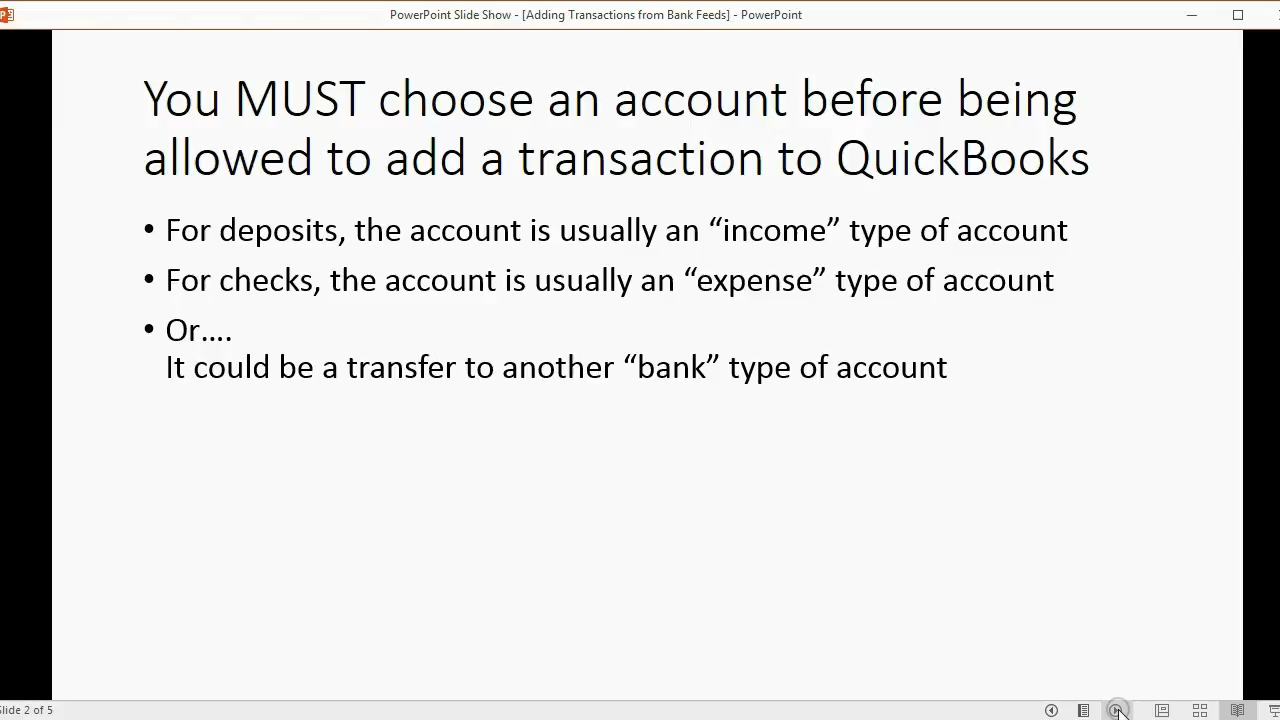 PowerPoint Slide Show - [Adding Transactions from Bank Feeds] - PowerPoint
You MUST choose an account before being
allowed to add a transaction to QuickBooks
• For deposits, the account is usually an “income” type of account
• For checks, the account is usually an “expense” type of account
• Or....
It could be a transfer to another “bank” type of account
Slide 2 of 5